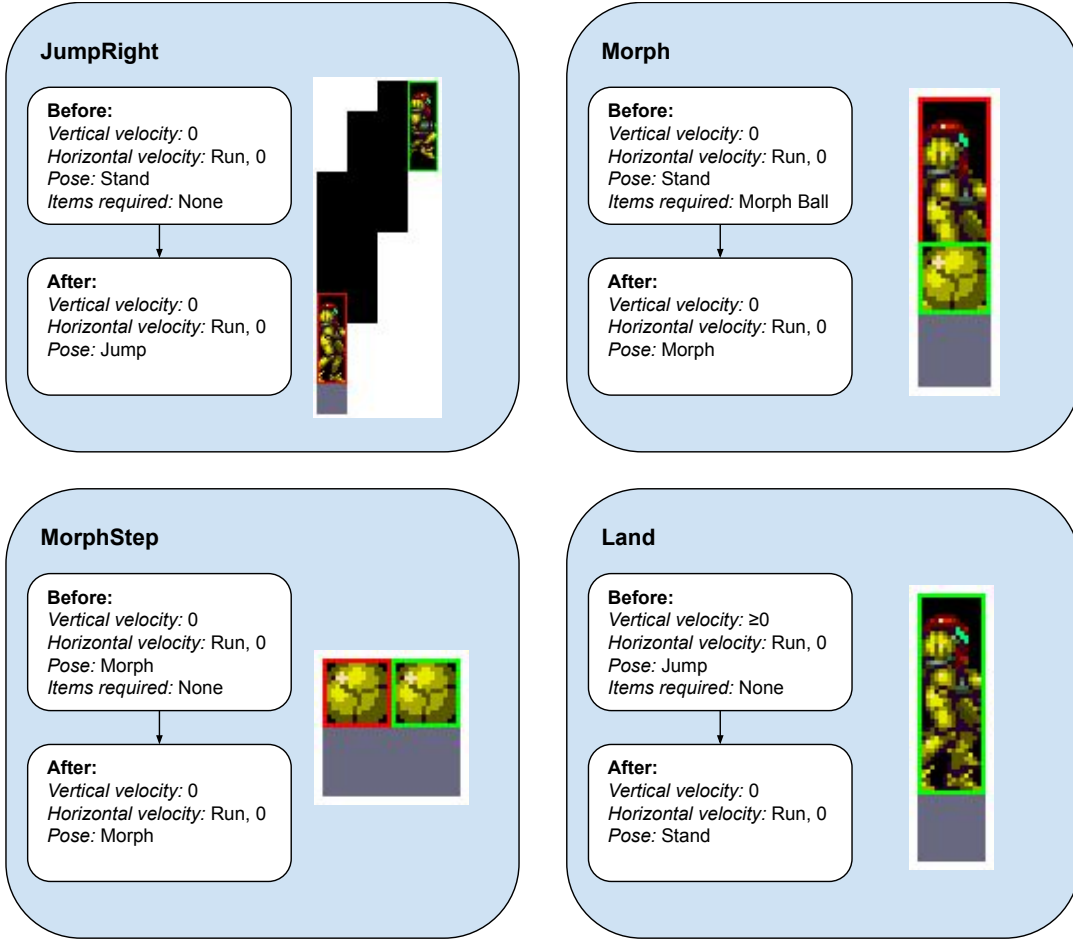 JumpRight
Before:
Vertical velocity: 0
Horizontal velocity: Run, 0
Pose: Stand
Items required: None
After:
Vertical velocity: 0
Horizontal velocity: Run, 0
Pose: Jump
Morph
Before:
Vertical velocity: 0
Horizontal velocity: Run, 0
Pose: Stand
Items required: Morph Ball
After:
Vertical velocity: 0
Horizontal velocity: Run, 0
Pose: Morph
MorphStep
Before:
Vertical velocity: 0
Horizontal velocity: Run, 0
Pose: Morph
Items required: None
After:
Vertical velocity: 0
Horizontal velocity: Run, 0
Pose: Morph
Land
Before:
Vertical velocity: ≥0
Horizontal velocity: Run, 0
Pose: Jump
Items required: None
After:
Vertical velocity: 0
Horizontal velocity: Run, 0
Pose: Stand